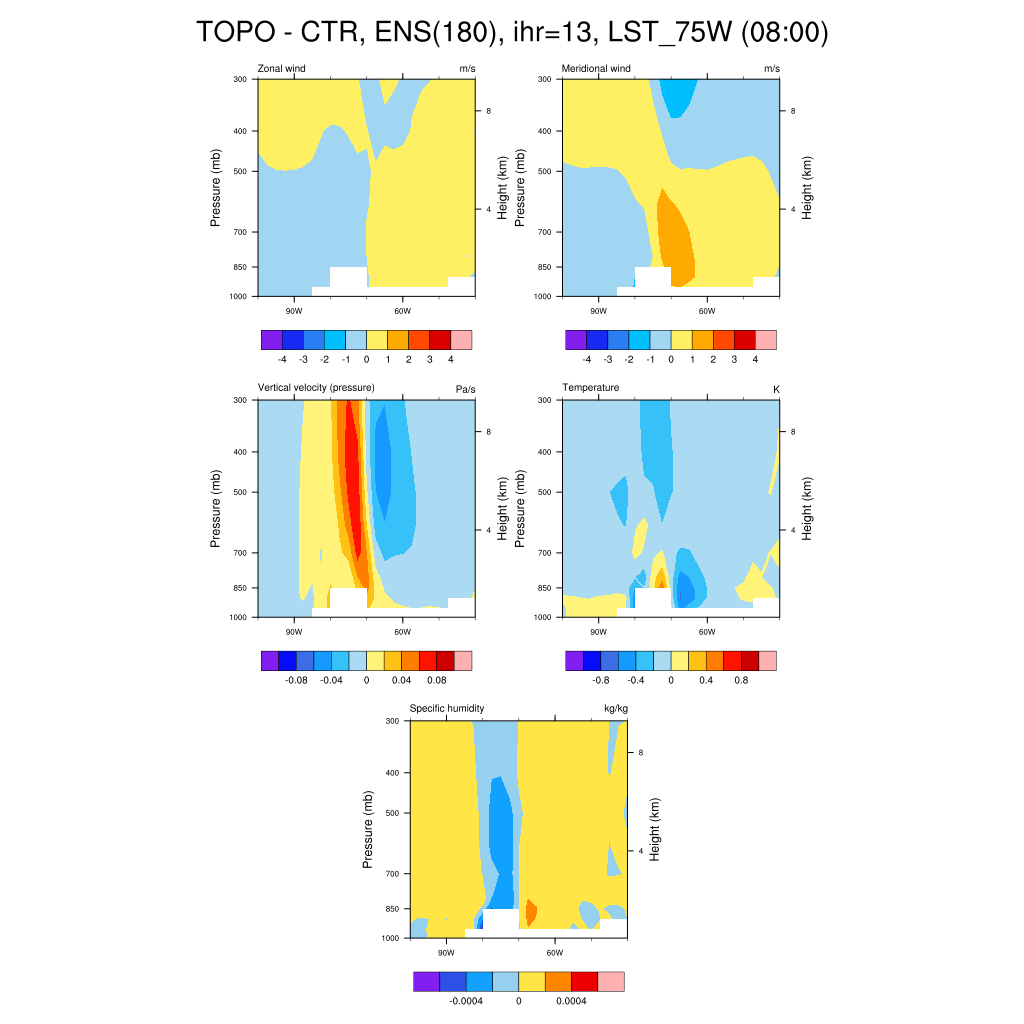 TOPO - CTR, ENS(180), ihr=13, LST_75W (08:00)
Zonal wind m/s
300
400
500
700
850
1000
Pressure (mb)
8
4
Height (km)
90W 60W
-4 -3 -2 -1 0 1 2 3 4
Meridional wind m/s
300
400
500
700
850
1000
Pressure (mb)
8
4
Height (km)
90W 60W
-4 -3 -2 -1 0 1 2 3 4
Vertical velocity (pressure) Pa/s
300
400
500
700
850
1000
Pressure (mb)
8
4
Height (km)
90W 60W
-0.08 -0.04 0 0.04 0.08
Temperature K
300
400
500
700
850
1000
Pressure (mb)
8
4
Height (km)
90W 60W
-0.8 -0.4 0 0.4 0.8
Specific humidity kg/kg
300
400
500
700
850
1000
Pressure (mb)
8
4
Height (km)
90W 60W
-0.0004 0 0.0004